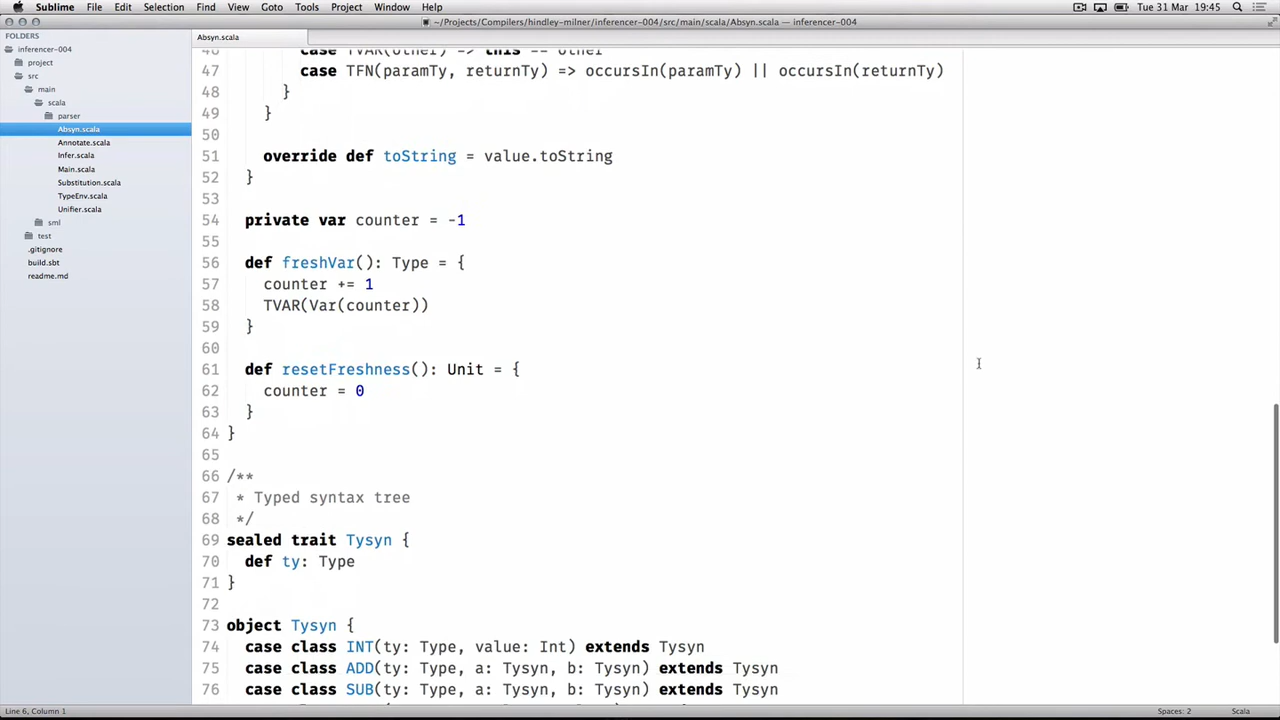 Sublime File Edit Selection Find View Goto Tools Project Window Help Tue 31 Mar 19:45
~/Projects/Compilers/hindley-milner/inferencer-004/src/main/scala/Absyn.scala — inferencer-004
FOLDERS
inferencer-004
project
src
main
scala
parser
Absyn.scala
Annotate.scala
Infer.scala
Main.scala
Substitution.scala
TypeEnv.scala
Unifier.scala
sml
test
.gitignore
build.sbt
readme.md
Absyn.scala
46 case TVAR(other) => this == other
47 case TFN(paramTy, returnTy) => occursIn(paramTy) || occursIn(returnTy)
48 }
49 }
50
51 override def toString = value.toString
52 }
53
54 private var counter = -1
55
56 def freshVar(): Type = {
57 counter += 1
58 TVAR(Var(counter))
59 }
60
61 def resetFreshness(): Unit = {
62 counter = 0
63 }
64 }
65
66 /**
67 * Typed syntax tree
68 */
69 sealed trait Tysyn {
70 def ty: Type
71 }
72
73 object Tysyn {
74 case class INT(ty: Type, value: Int) extends Tysyn
75 case class ADD(ty: Type, a: Tysyn, b: Tysyn) extends Tysyn
76 case class SUB(ty: Type, a: Tysyn, b: Tysyn) extends Tysyn
Line 6, Column 1 Spaces: 2 Scala